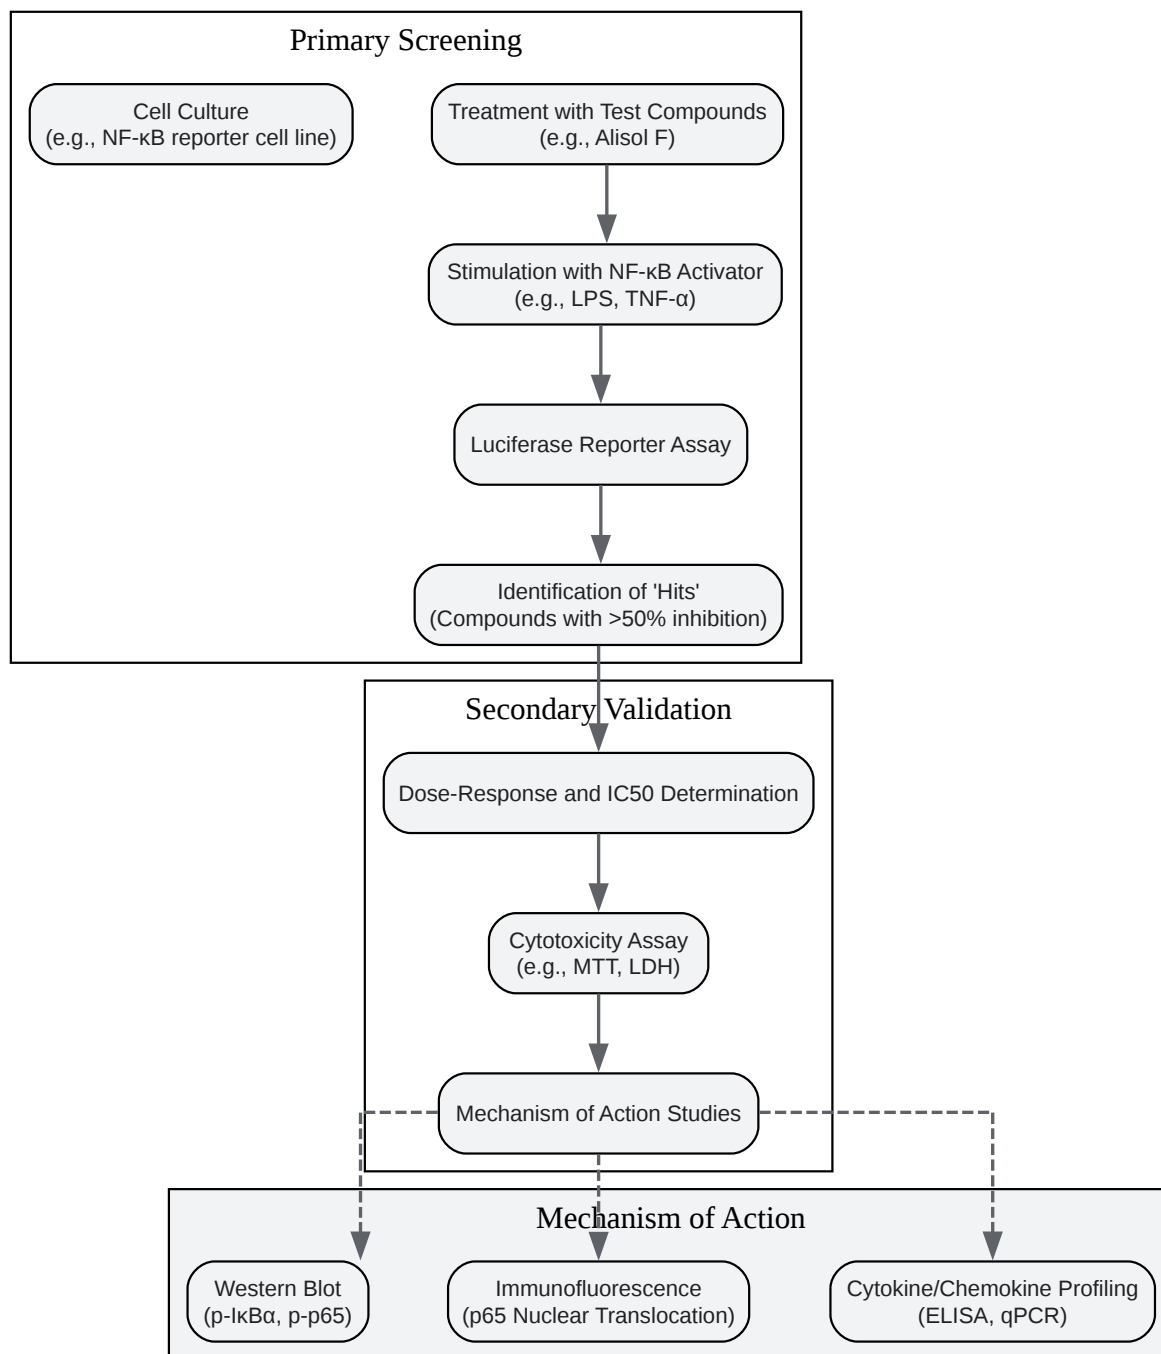 Primary Screening
Cell Culture
(e.g., NF-κB reporter cell line)
Treatment with Test Compounds
(e.g., Alisol F)
Stimulation with NF-κB Activator
(e.g., LPS, TNF-α)
Luciferase Reporter Assay
Identification of 'Hits'
(Compounds with >50% inhibition)
Secondary Validation
Dose-Response and IC50 Determination
Cytotoxicity Assay
(e.g., MTT, LDH)
Mechanism of Action Studies
Mechanism of Action
Western Blot
(p-IκBα, p-p65)
Immunofluorescence
(p65 Nuclear Translocation)
Cytokine/Chemokine Profiling
(ELISA, qPCR)